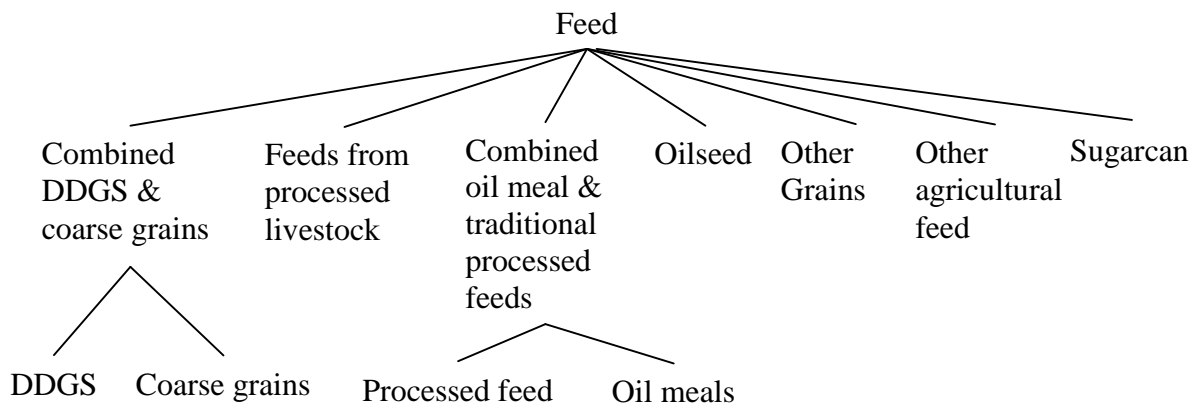 Feed
Combined
DDGS &
coarse grains
Feeds from
processed
livestock
Combined
oil meal &
traditional
processed
feeds
Oilseed
Other
Grains
Other
agricultural
feed
Sugarcan
DDGS
Coarse grains
Processed feed
Oil meals